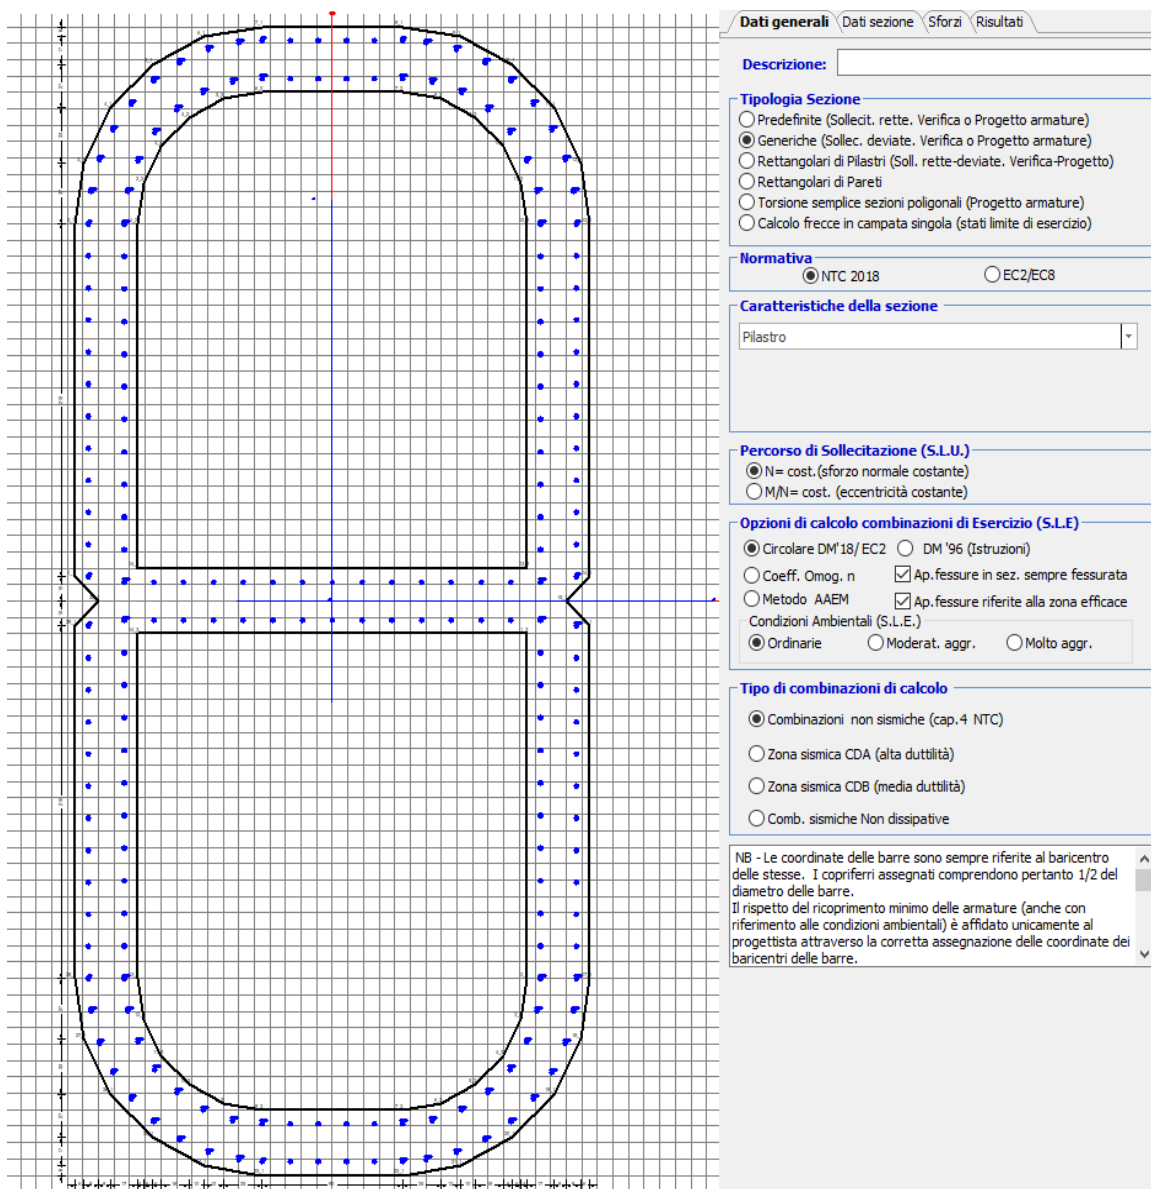 Dati generali Dati sezione Sforzi Risultati
Descrizione:
Tipologia Sezione
Predefinite (Sollecit. rette. Verifica o Progetto armature)
Generiche (Sollec. deviate. Verifica o Progetto armature)
Rettangolari di Pilastri (Soll. rette-deviate. Verifica-Progetto)
Rettangolari di Pareti
Torsione semplice sezioni poligonali (Progetto armature)
Calcolo frecce in campata singola (stati limite di esercizio)
Normativa
NTC 2018 EC2/EC8
Caratteristiche della sezione
Pilastro
Percorso di Sollecitazione (S.L.U.)
N= cost.(sforzo normale costante)
M/N= cost. (eccentricità costante)
Opzioni di calcolo combinazioni di Esercizio (S.L.E)
Circolare DM'18/ EC2 DM '96 (Istruzioni)
Coeff. Omog. n Ap.fessure in sez. sempre fessurata
Metodo AAEM Ap.fessure riferite alla zona efficace
Condizioni Ambientali (S.L.E.)
Ordinarie Moderat. aggr. Molto aggr.
Tipo di combinazioni di calcolo
Combinazioni non sismiche (cap.4 NTC)
Zona sismica CDA (alta duttilità)
Zona sismica CDB (media duttilità)
Comb. sismiche Non dissipative
NB - Le coordinate delle barre sono sempre riferite al baricentro
delle stesse. I copriferri assegnati comprendono pertanto 1/2 del
diametro delle barre.
Il rispetto del ricoprimento minimo delle armature (anche con
riferimento alle condizioni ambientali) è affidato unicamente al
progettista attraverso la corretta assegnazione delle coordinate dei
baricentri delle barre.